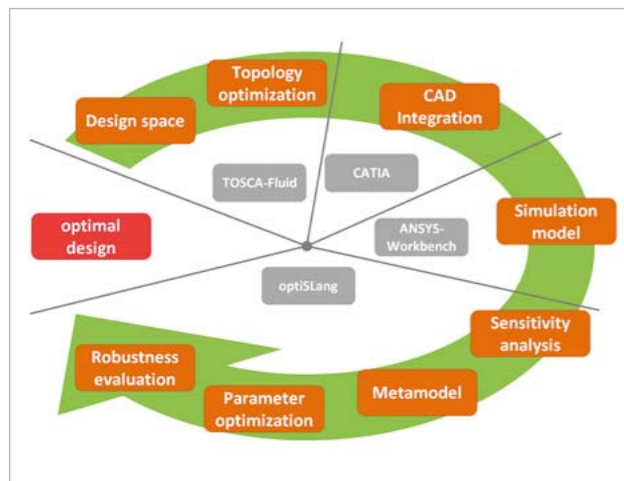 Topology
optimization
CAD
Integration
Design space
TOSCA-Fluid
CATIA
optimal
design
ANSYS-
Workbench
Simulation
model
optiSLang
Sensitivity
analysis
Robustness
evaluation
Metamodel
Parameter
optimization